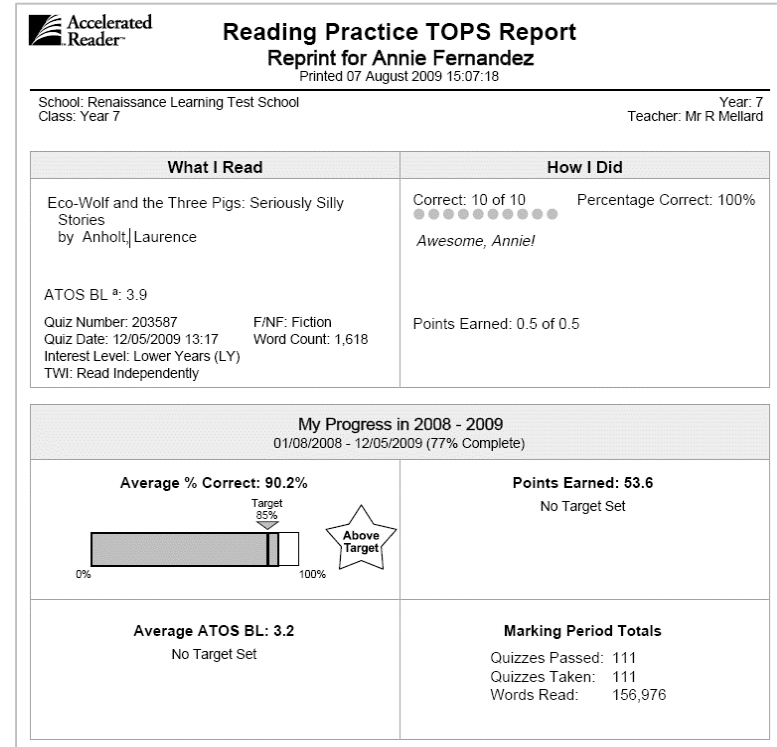 Accelerated
Reader™
Reading Practice TOPS Report
Reprint for Annie Fernandez
Printed 07 August 2009 15:07:18
School: Renaissance Learning Test School
Class: Year 7
Year: 7
Teacher: Mr R Mellard
What I Read
Eco-Wolf and the Three Pigs: Seriously Silly
Stories
by Anholt, Laurence
ATOS BL ª: 3.9
Quiz Number: 203587 F/NF: Fiction
Quiz Date: 12/05/2009 13:17 Word Count: 1,618
Interest Level: Lower Years (LY)
TWI: Read Independently
How I Did
Correct: 10 of 10 Percentage Correct: 100%
Awesome, Annie!
Points Earned: 0.5 of 0.5
My Progress in 2008 - 2009
01/08/2008 - 12/05/2009 (77% Complete)
Average % Correct: 90.2%
Target
85%
Above
Target
0% 100%
Points Earned: 53.6
No Target Set
Average ATOS BL: 3.2
No Target Set
Marking Period Totals
Quizzes Passed: 111
Quizzes Taken: 111
Words Read: 156,976